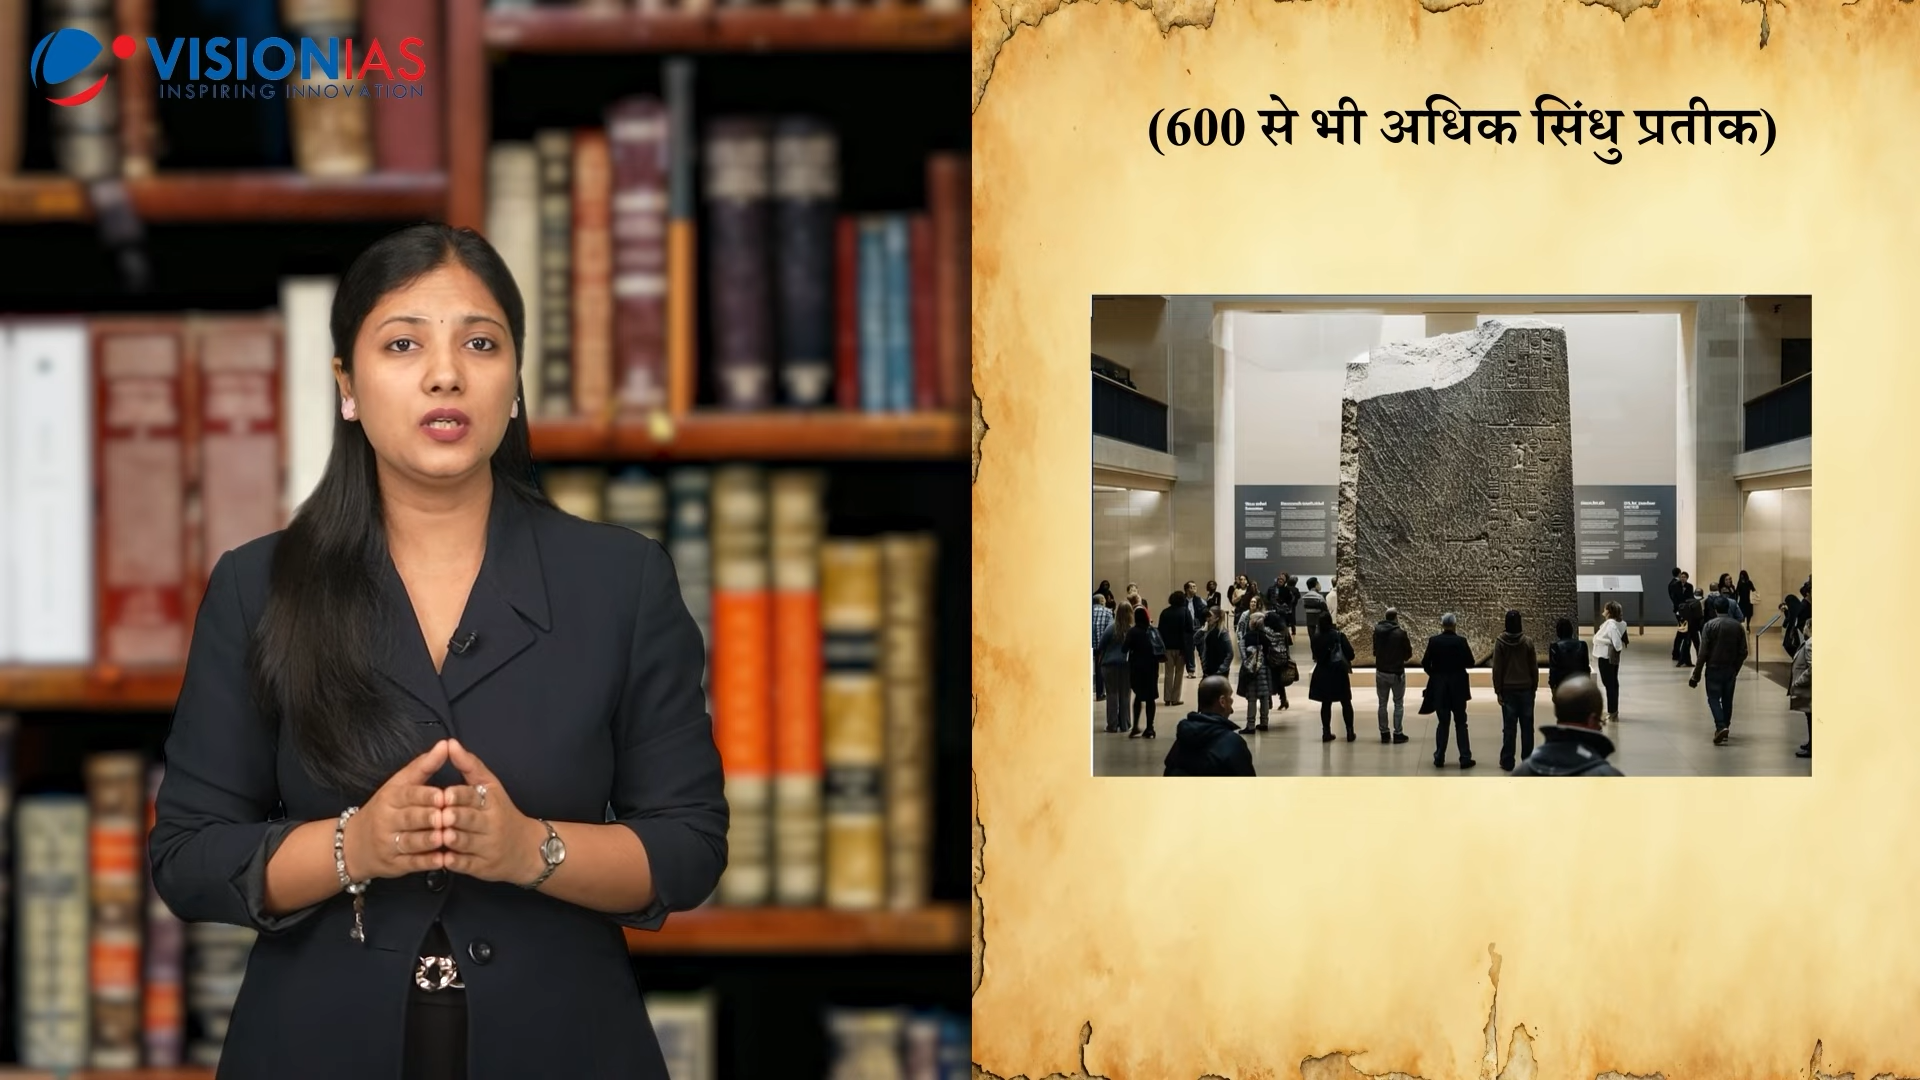 VISIONIAS
INSPIRING INNOVATION
(600 से भी अधिक सिंधु प्रतीक)